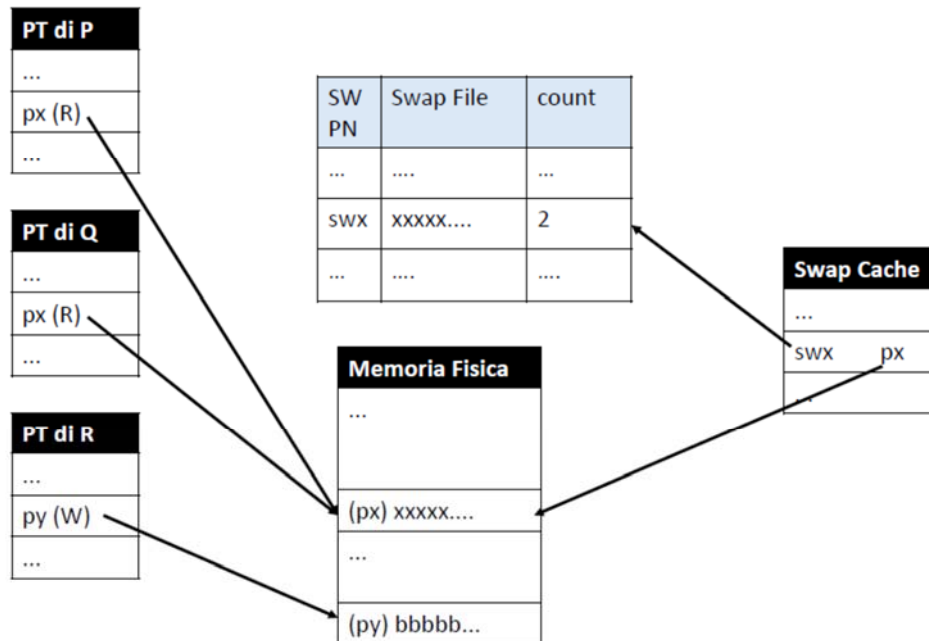 PT di P
...
px (R)
...
PT di Q
...
px (R)
...
PT di R
...
py (W)
...
SW PN Swap File count
... .... ...
swx xxxxx.... 2
... .... ....
Memoria Fisica
...
(px) xxxxx....
...
(py) bbbbb...
Swap Cache
...
swx px
...